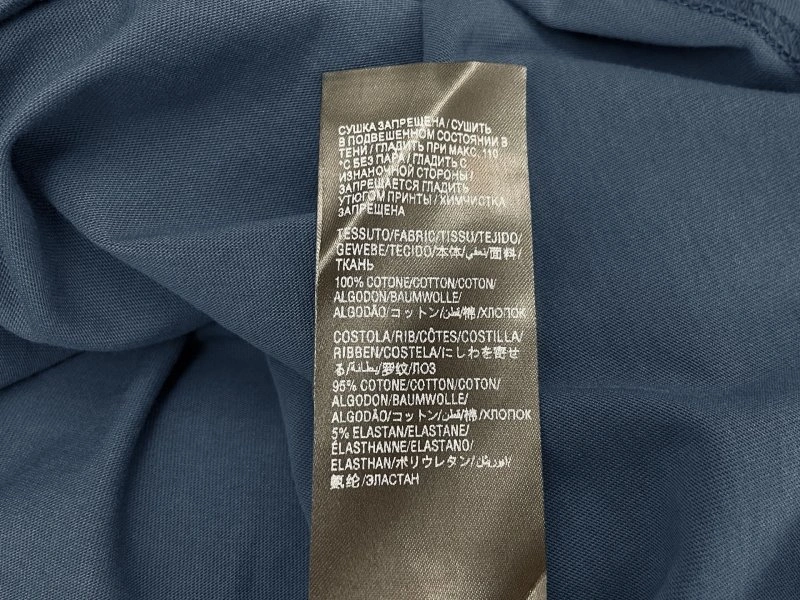 СУШКА ЗАПРЕЩЕНА / СУШИТЬ
В ПОДВЕШЕННОМ СОСТОЯНИИ В
ТЕНИ / ГЛАДИТЬ ПРИ МАКС. 110
°С БЕЗ ПАРА / ГЛАДИТЬ С
ИЗНАНОЧНОЙ СТОРОНЫ /
ЗАПРЕЩАЕТСЯ ГЛАДИТЬ
УТЮГОМ ПРИНТЫ / ХИМЧИСТКА
ЗАПРЕЩЕНА
TESSUTO/FABRIC/TISSU/TEJIDO/
GEWEBE/TECIDO/本体/ /面料/
ТКАНЬ
100% COTONE/COTTON/COTON/
ALGODON/BAUMWOLLE/
ALGODÃO/コットン/قطن/棉/ХЛОПОК
COSTOLA/RIB/CÔTES/COSTILLA/
RIBBEN/COSTELA/にしわを寄せ
る/بطانة/罗纹/ЛОЗ
95% COTONE/COTTON/COTON/
ALGODON/BAUMWOLLE/
ALGODÃO/コットン/قطن/棉/ХЛОПОК
5% ELASTAN/ELASTANE/
ÉLASTHANNE/ELASTANO/
ELASTHAN/ポリウレタン/
氨纶/ЭЛАСТАН